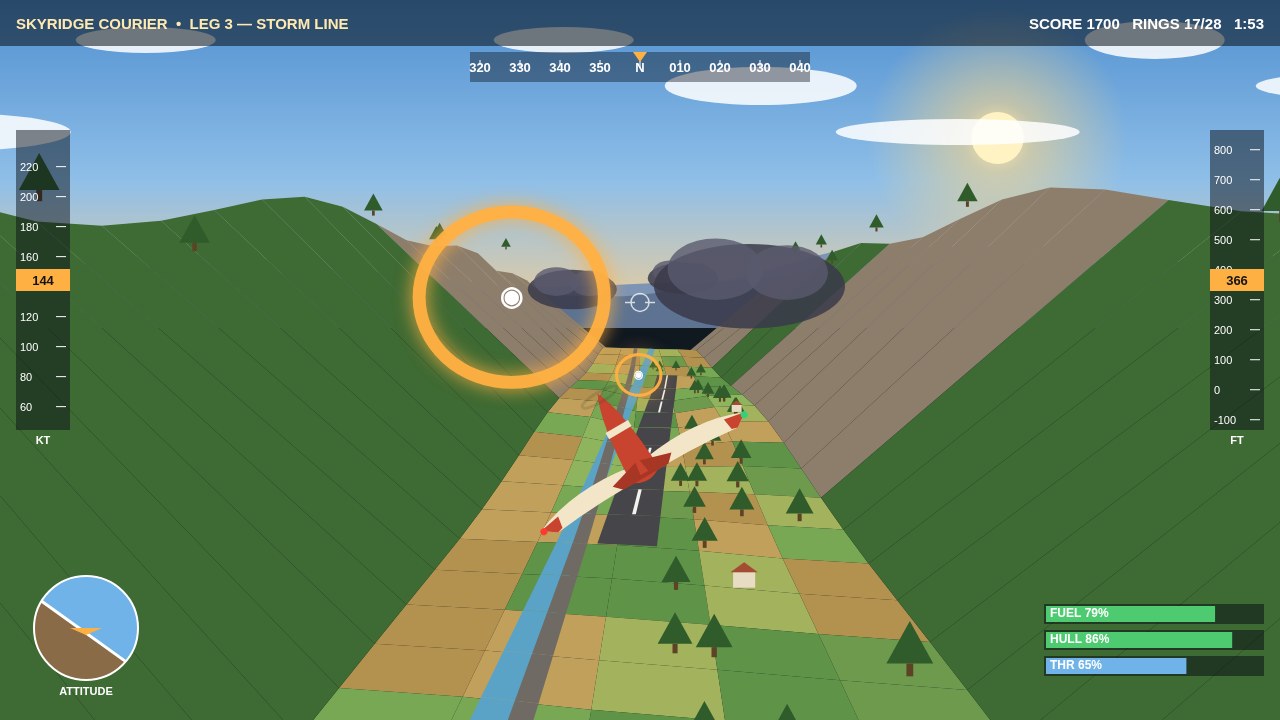 SKYRIDGE COURIER • LEG 3 — STORM LINE
SCORE 1700 RINGS 17/28 1:53
320 330 340 350 N 010 020 030 040
220
200
180
160
144
120
100
80
60
KT
800
700
600
500
366
300
200
100
0
-100
FT
ATTITUDE
FUEL 79%
HULL 86%
THR 65%